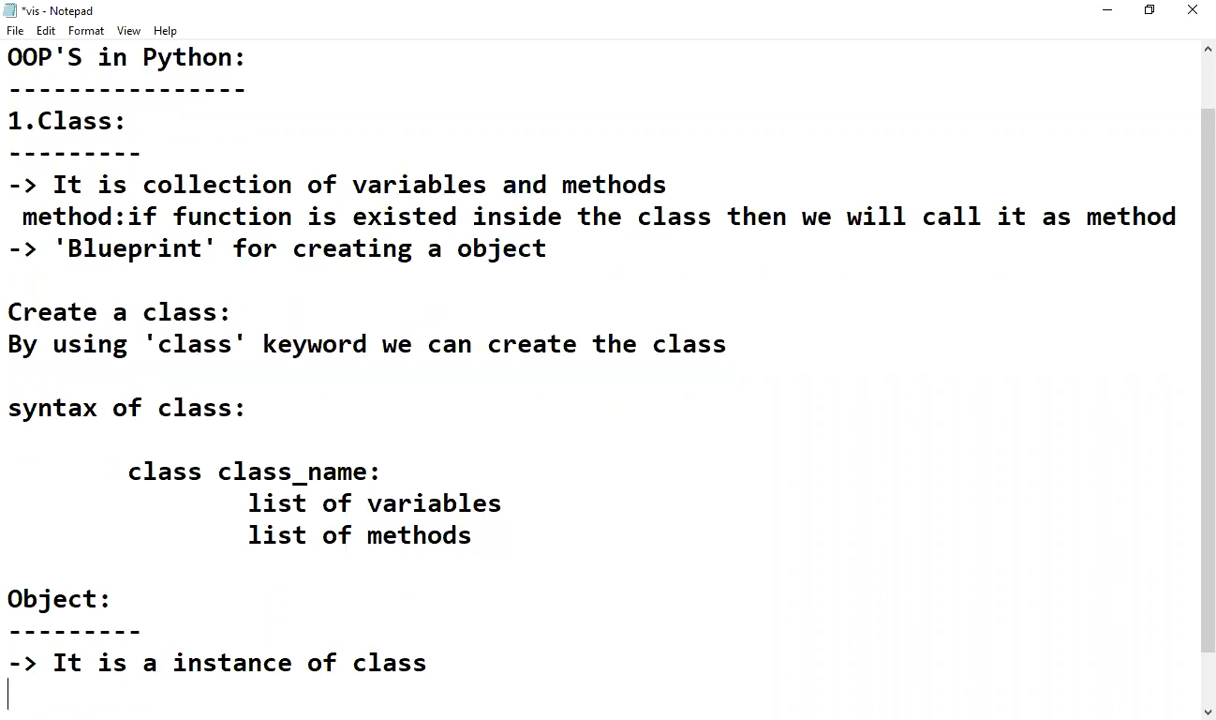 *vis - Notepad
File Edit Format View Help
OOP'S in Python:
----------------
1.Class:
---------
-> It is collection of variables and methods
 method:if function is existed inside the class then we will call it as method
-> 'Blueprint' for creating a object
Create a class:
By using 'class' keyword we can create the class
syntax of class:
class class_name:
list of variables
list of methods
Object:
---------
-> It is a instance of class